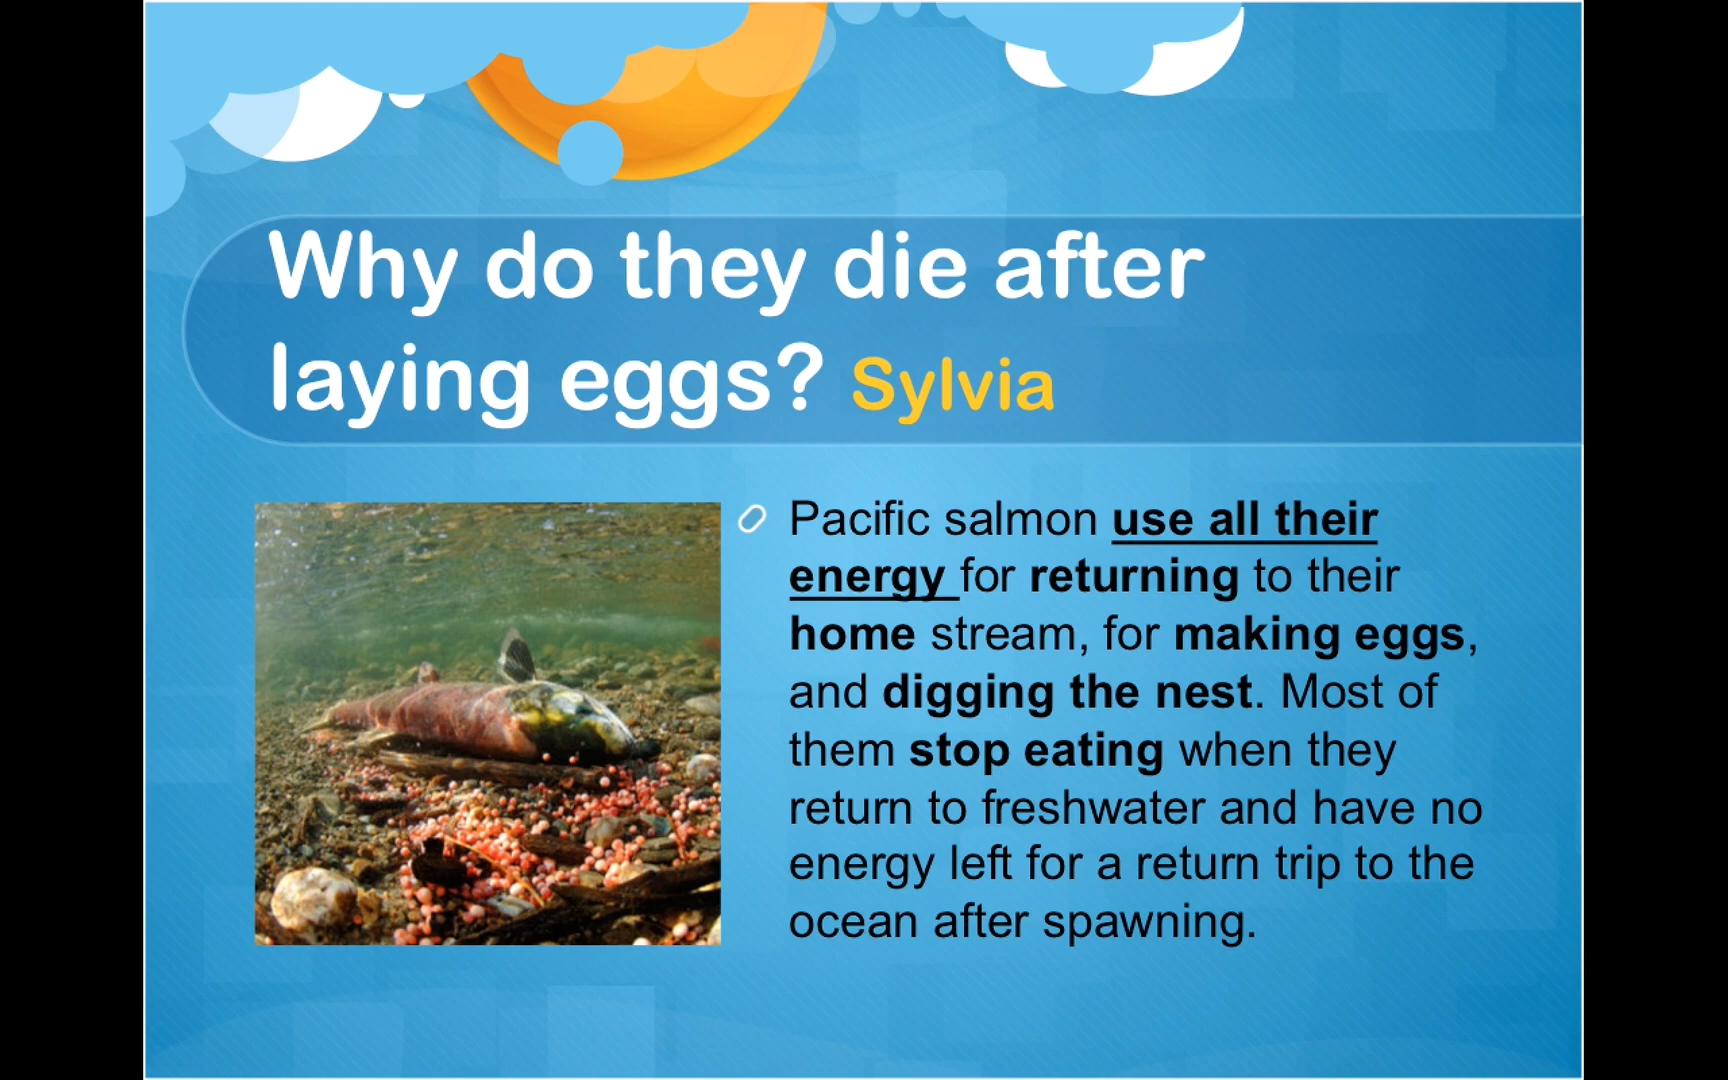 Why do they die after
laying eggs? Sylvia
Pacific salmon use all their
energy for returning to their
home stream, for making eggs,
and digging the nest. Most of
them stop eating when they
return to freshwater and have no
energy left for a return trip to the
ocean after spawning.